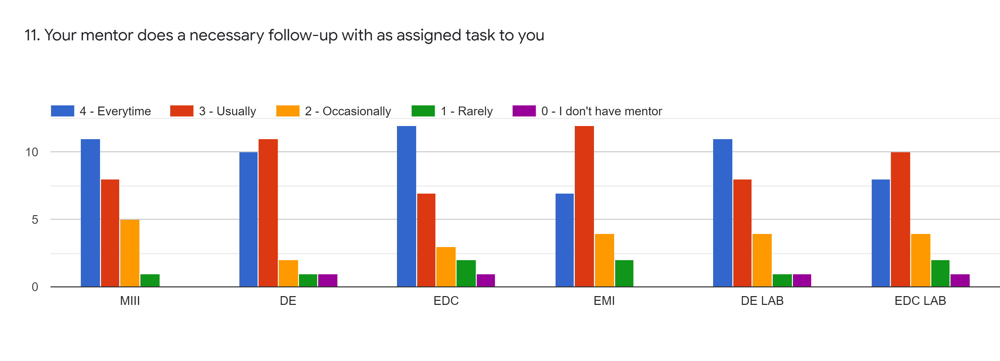 11. Your mentor does a necessary follow-up with as assigned task to you
4 - Everytime 3 - Usually 2 - Occasionally 1 - Rarely 0 - I don't have mentor
10
5
0
MIII DE EDC EMI DE LAB EDC LAB